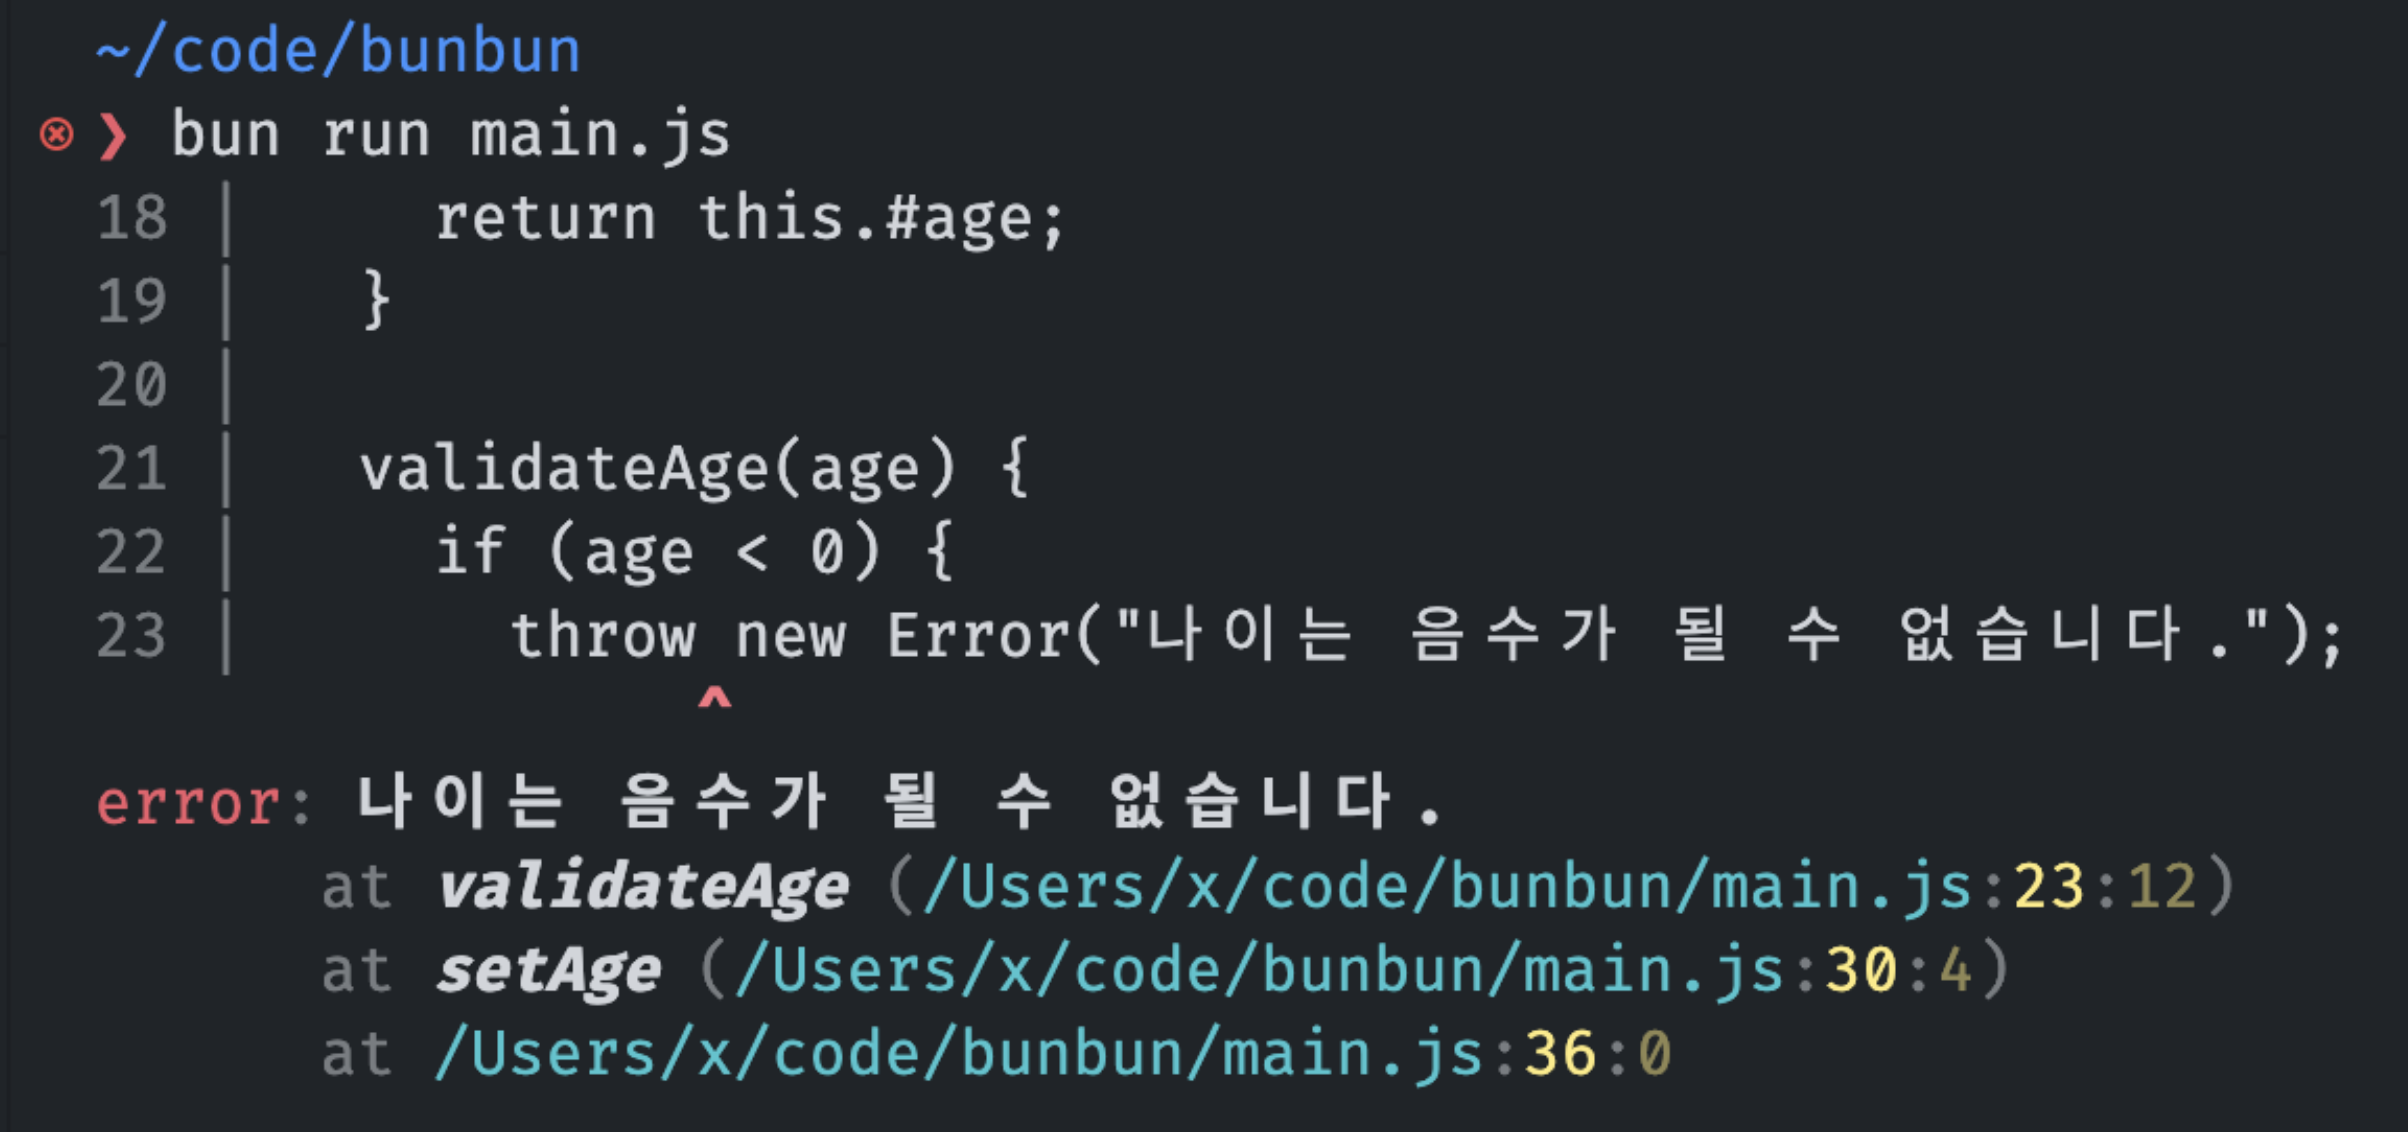 ~/code/bunbun
❯ bun run main.js
18 |     return this.#age;
19 |   }
20 |
21 |   validateAge(age) {
22 |     if (age < 0) {
23 |       throw new Error("나이는 음수가 될 수 없습니다.");
^
error: 나이는 음수가 될 수 없습니다.
at validateAge (/Users/x/code/bunbun/main.js:23:12)
at setAge (/Users/x/code/bunbun/main.js:30:4)
at /Users/x/code/bunbun/main.js:36:0